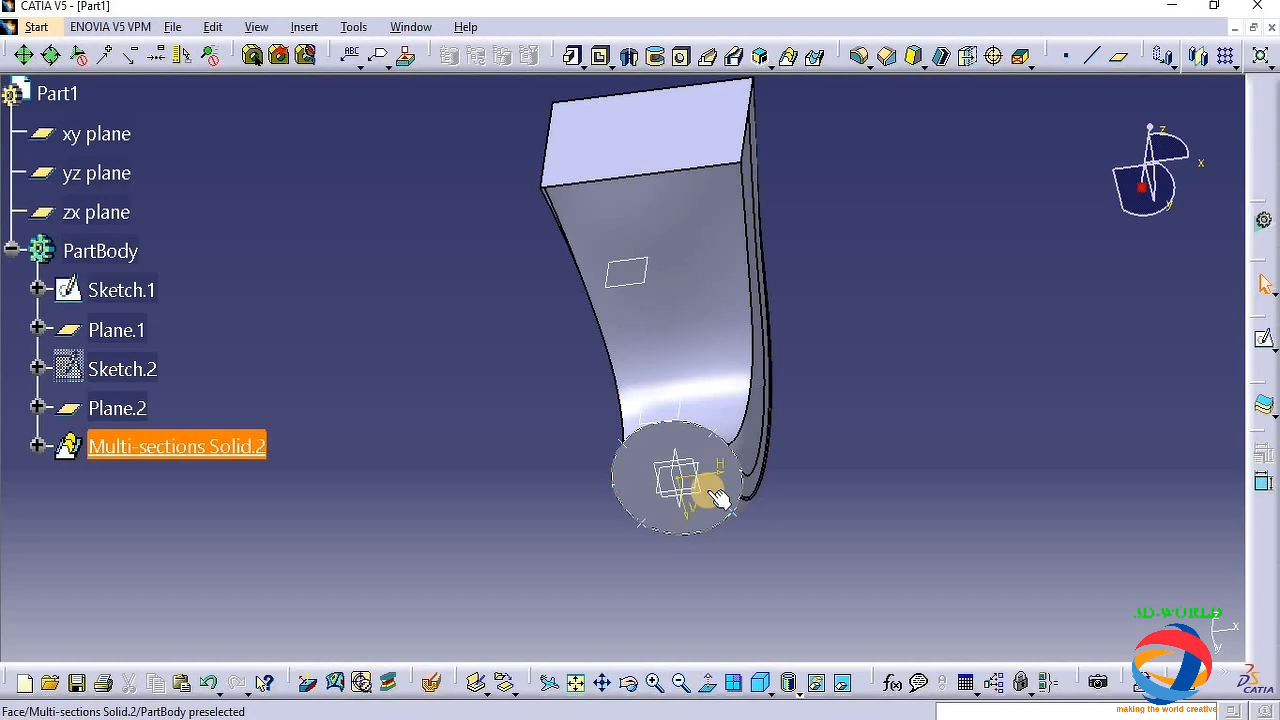 CATIA V5 - [Part1]
Start ENOVIA V5 VPM File Edit View Insert Tools Window Help
ABC
Part1
xy plane
yz plane
zx plane
PartBody
Sketch.1
Plane.1
Sketch.2
Plane.2
Multi-sections Solid.2
z
x
y
H
V
3D-WORLD
z
x
y
f(x)
CATIA
making the world creative
Face/Multi-sections Solid.2/PartBody preselected